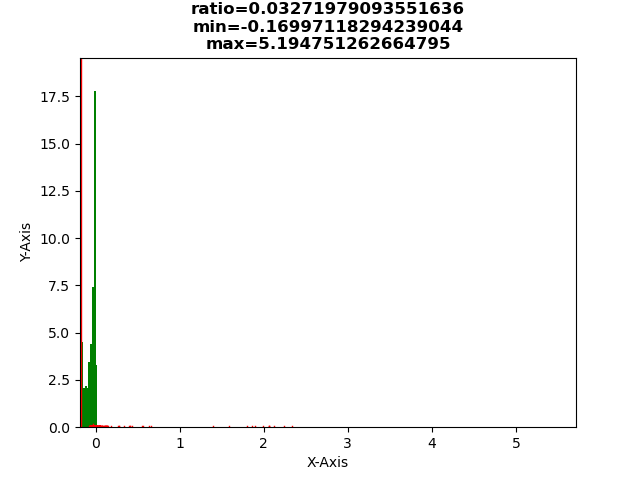 ratio=0.03271979093551636
min=-0.16997118294239044
max=5.194751262664795
17.5
15.0
12.5
10.0
7.5
5.0
2.5
0.0
Y-Axis
0 1 2 3 4 5
X-Axis